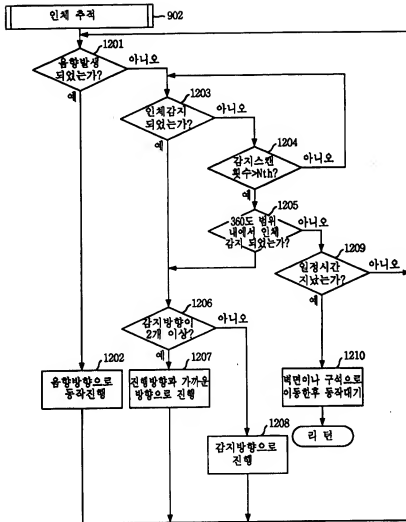 인체 추적
902
1201
음향발생
되었는가?
아니오
예
1203
인체감지
되었는가?
아니오
예
1204
감지스캔
횟수>Nth?
아니오
예
1205
360도 범위
내에서 인체
감지 되었는가?
아니오
예
1209
일정시간
지났는가?
아니오
예
1206
감지방향이
2개 이상?
아니오
예
1202
음향방향으로
동작진행
1207
진행방향과 가까운
방향으로 진행
1210
벽면이나 구석으로
이동한후 동작대기
1208
감지방향으로
진행
리 턴